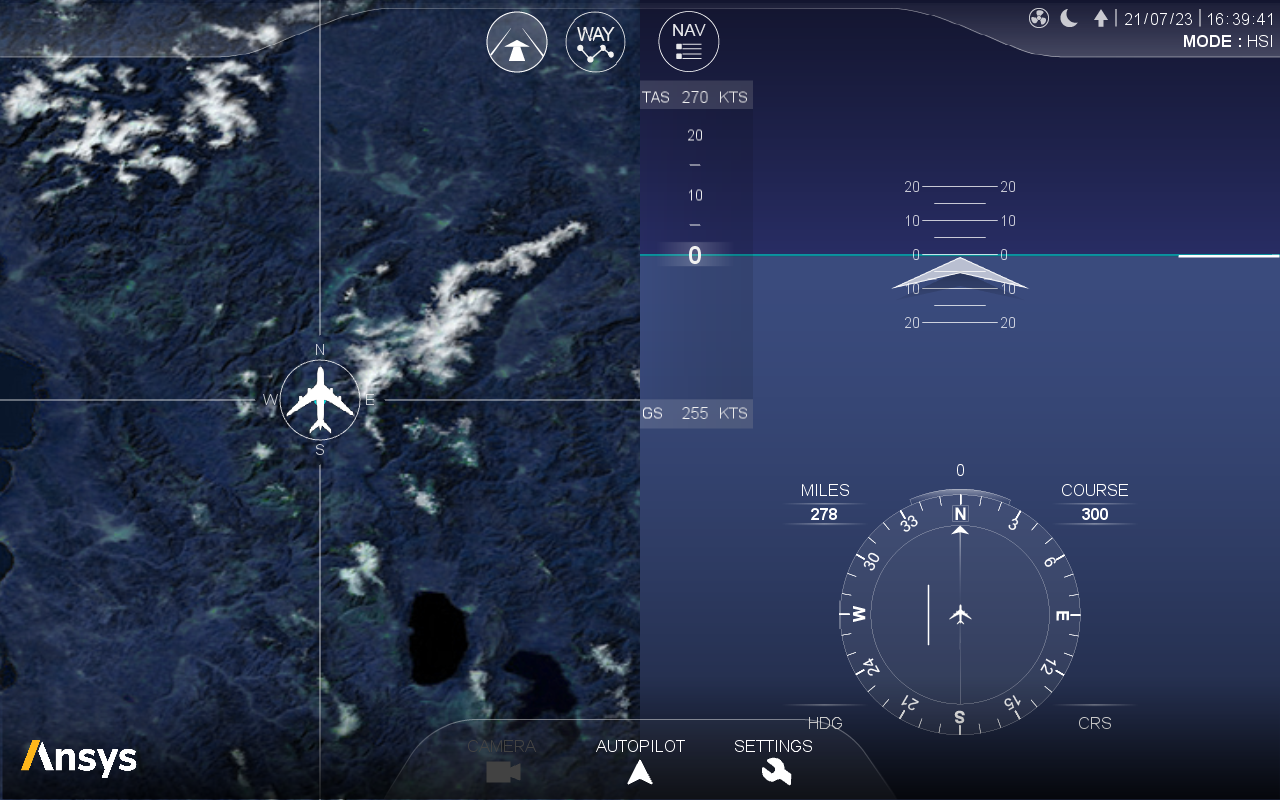 WAY
NAV
21/07/23 | 16:39:41
MODE : HSI
TAS 270 KTS
20
10
0
GS 255 KTS
20 20
10 10
0 0
10 10
20 20
N
W E
S
0
MILES
278
COURSE
300
N
33 3
30 6
W E
24 12
21 15
S
HDG
CRS
CAMERA
AUTOPILOT
SETTINGS
Ansys